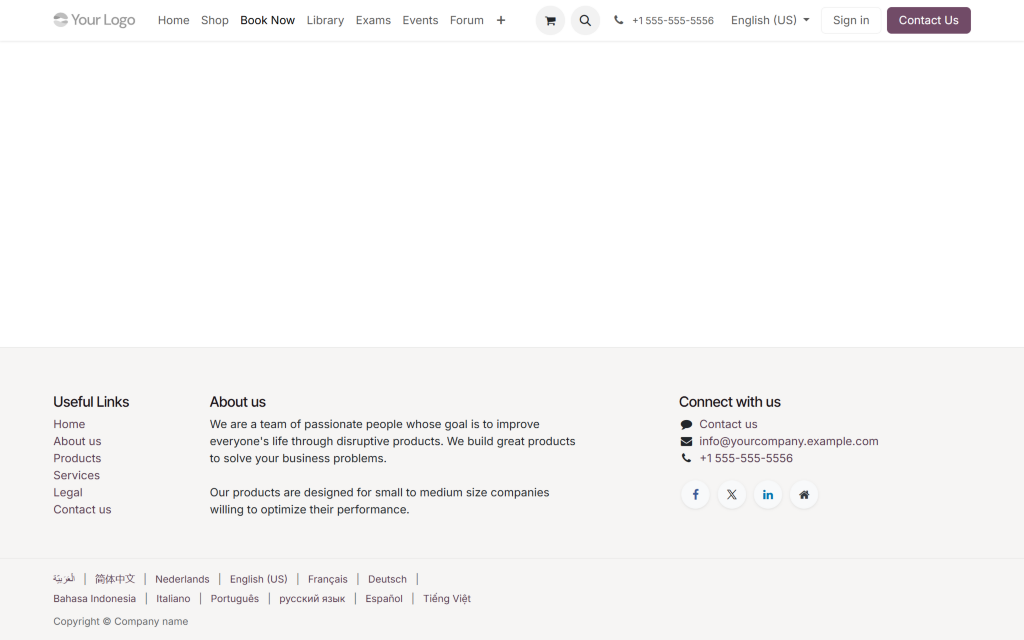 Your Logo Home Shop Book Now Library Exams Events Forum + +1 555-555-5556 English (US) Sign in Contact Us
Useful Links
Home
About us
Products
Services
Legal
Contact us
About us
We are a team of passionate people whose goal is to improve
everyone's life through disruptive products. We build great products
to solve your business problems.
Our products are designed for small to medium size companies
willing to optimize their performance.
Connect with us
Contact us
info@yourcompany.example.com
+1 555-555-5556
الْعَرَبيّة | 简体中文 | Nederlands | English (US) | Français | Deutsch |
Bahasa Indonesia | Italiano | Português | русский язык | Español | Tiếng Việt
Copyright © Company name